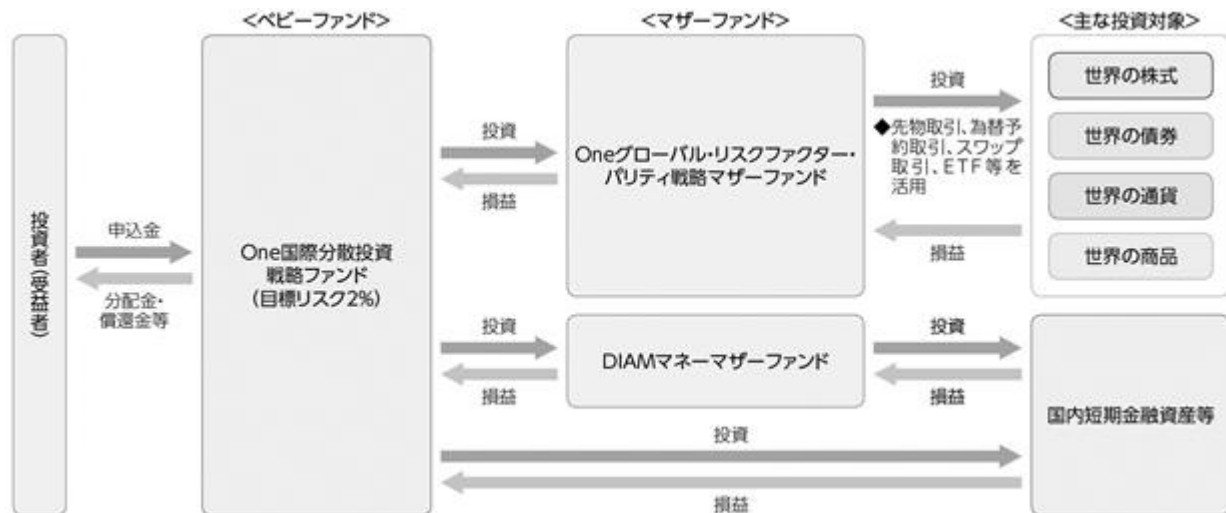 <ベビーファンド>
<マザーファンド>
<主な投資対象>
投資者(受益者)
申込金
分配金・
償還金等
One国際分散投資
戦略ファンド
(目標リスク2%)
投資
損益
Oneグローバル・リスクファクター・
パリティ戦略マザーファンド
投資
◆先物取引、為替予
約取引、スワップ
取引、ETF等を
活用
損益
世界の株式
世界の債券
世界の通貨
世界の商品
投資
損益
DIAMマネーマザーファンド
投資
損益
国内短期金融資産等
投資
損益